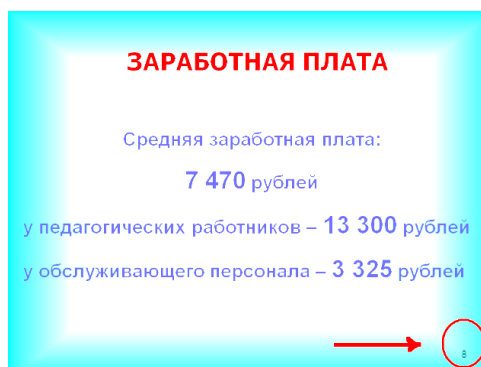 ЗАРАБОТНАЯ ПЛАТА
Средняя заработная плата:
7 470 рублей
у педагогических работников – 13 300 рублей
у обслуживающего персонала – 3 325 рублей
8